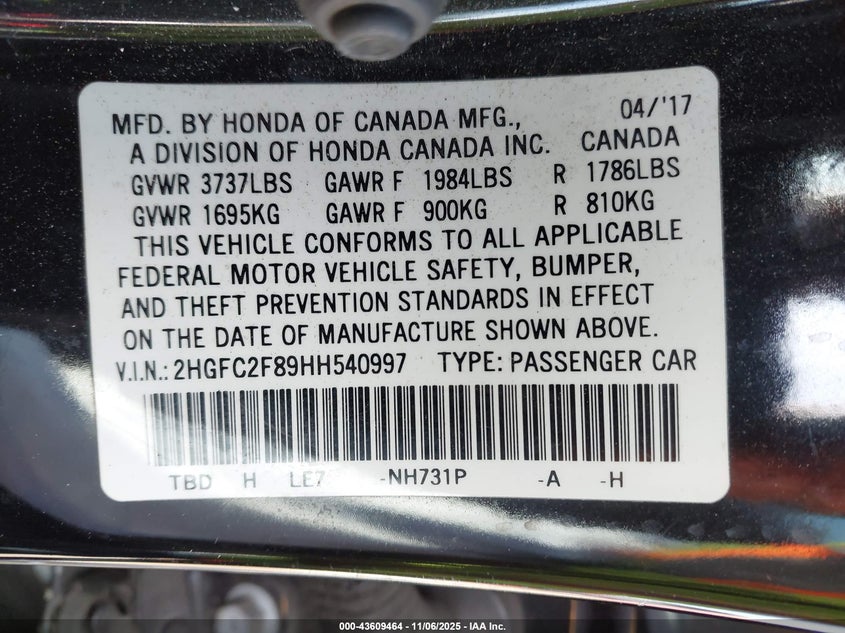 MFD. BY HONDA OF CANADA MFG., 04/'17
A DIVISION OF HONDA CANADA INC. CANADA
GVWR 3737LBS GAWR F 1984LBS R 1786LBS
GVWR 1695KG GAWR F 900KG R 810KG
THIS VEHICLE CONFORMS TO ALL APPLICABLE
FEDERAL MOTOR VEHICLE SAFETY, BUMPER,
AND THEFT PREVENTION STANDARDS IN EFFECT
ON THE DATE OF MANUFACTURE SHOWN ABOVE.
V.I.N.: 2HGFC2F89HH540997 TYPE: PASSENGER CAR
TBD H LE7 -NH731P -A -H
000-43609464 - 11/06/2025 - IAA Inc.